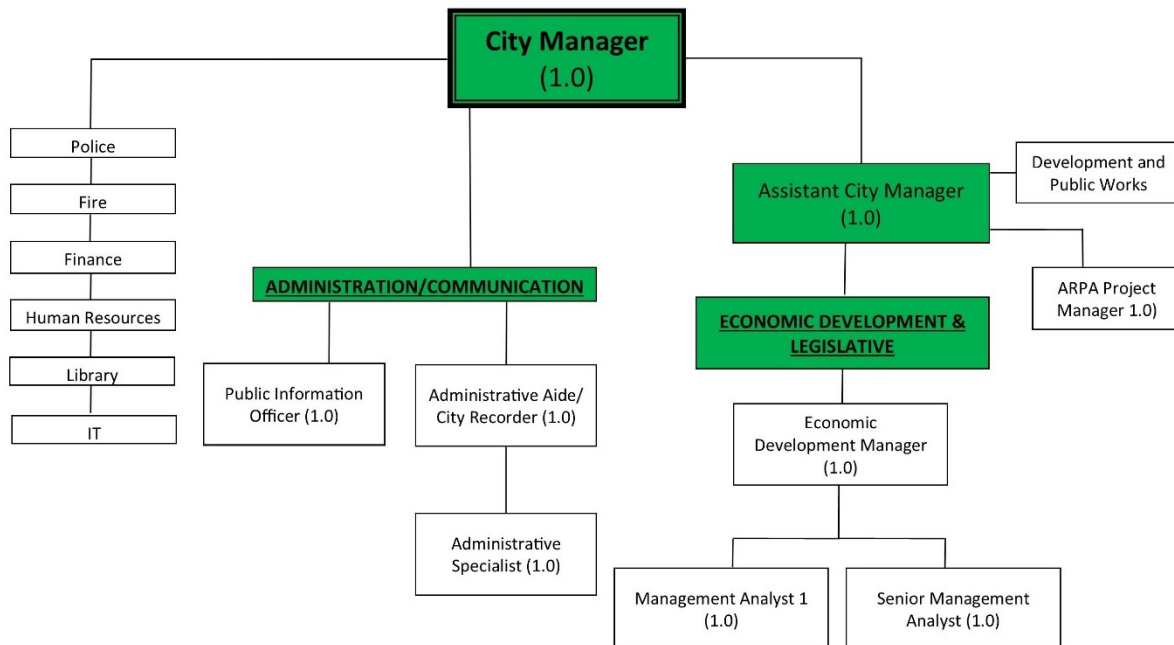 City Manager
(1.0)
Police
Fire
Finance
Human Resources
Library
IT
ADMINISTRATION/COMMUNICATION
Public Information
Officer (1.0)
Administrative Aide/
City Recorder (1.0)
Administrative
Specialist (1.0)
Assistant City Manager
(1.0)
Development and
Public Works
ARPA Project
Manager 1.0)
ECONOMIC DEVELOPMENT &
LEGISLATIVE
Economic
Development Manager
(1.0)
Management Analyst 1
(1.0)
Senior Management
Analyst (1.0)